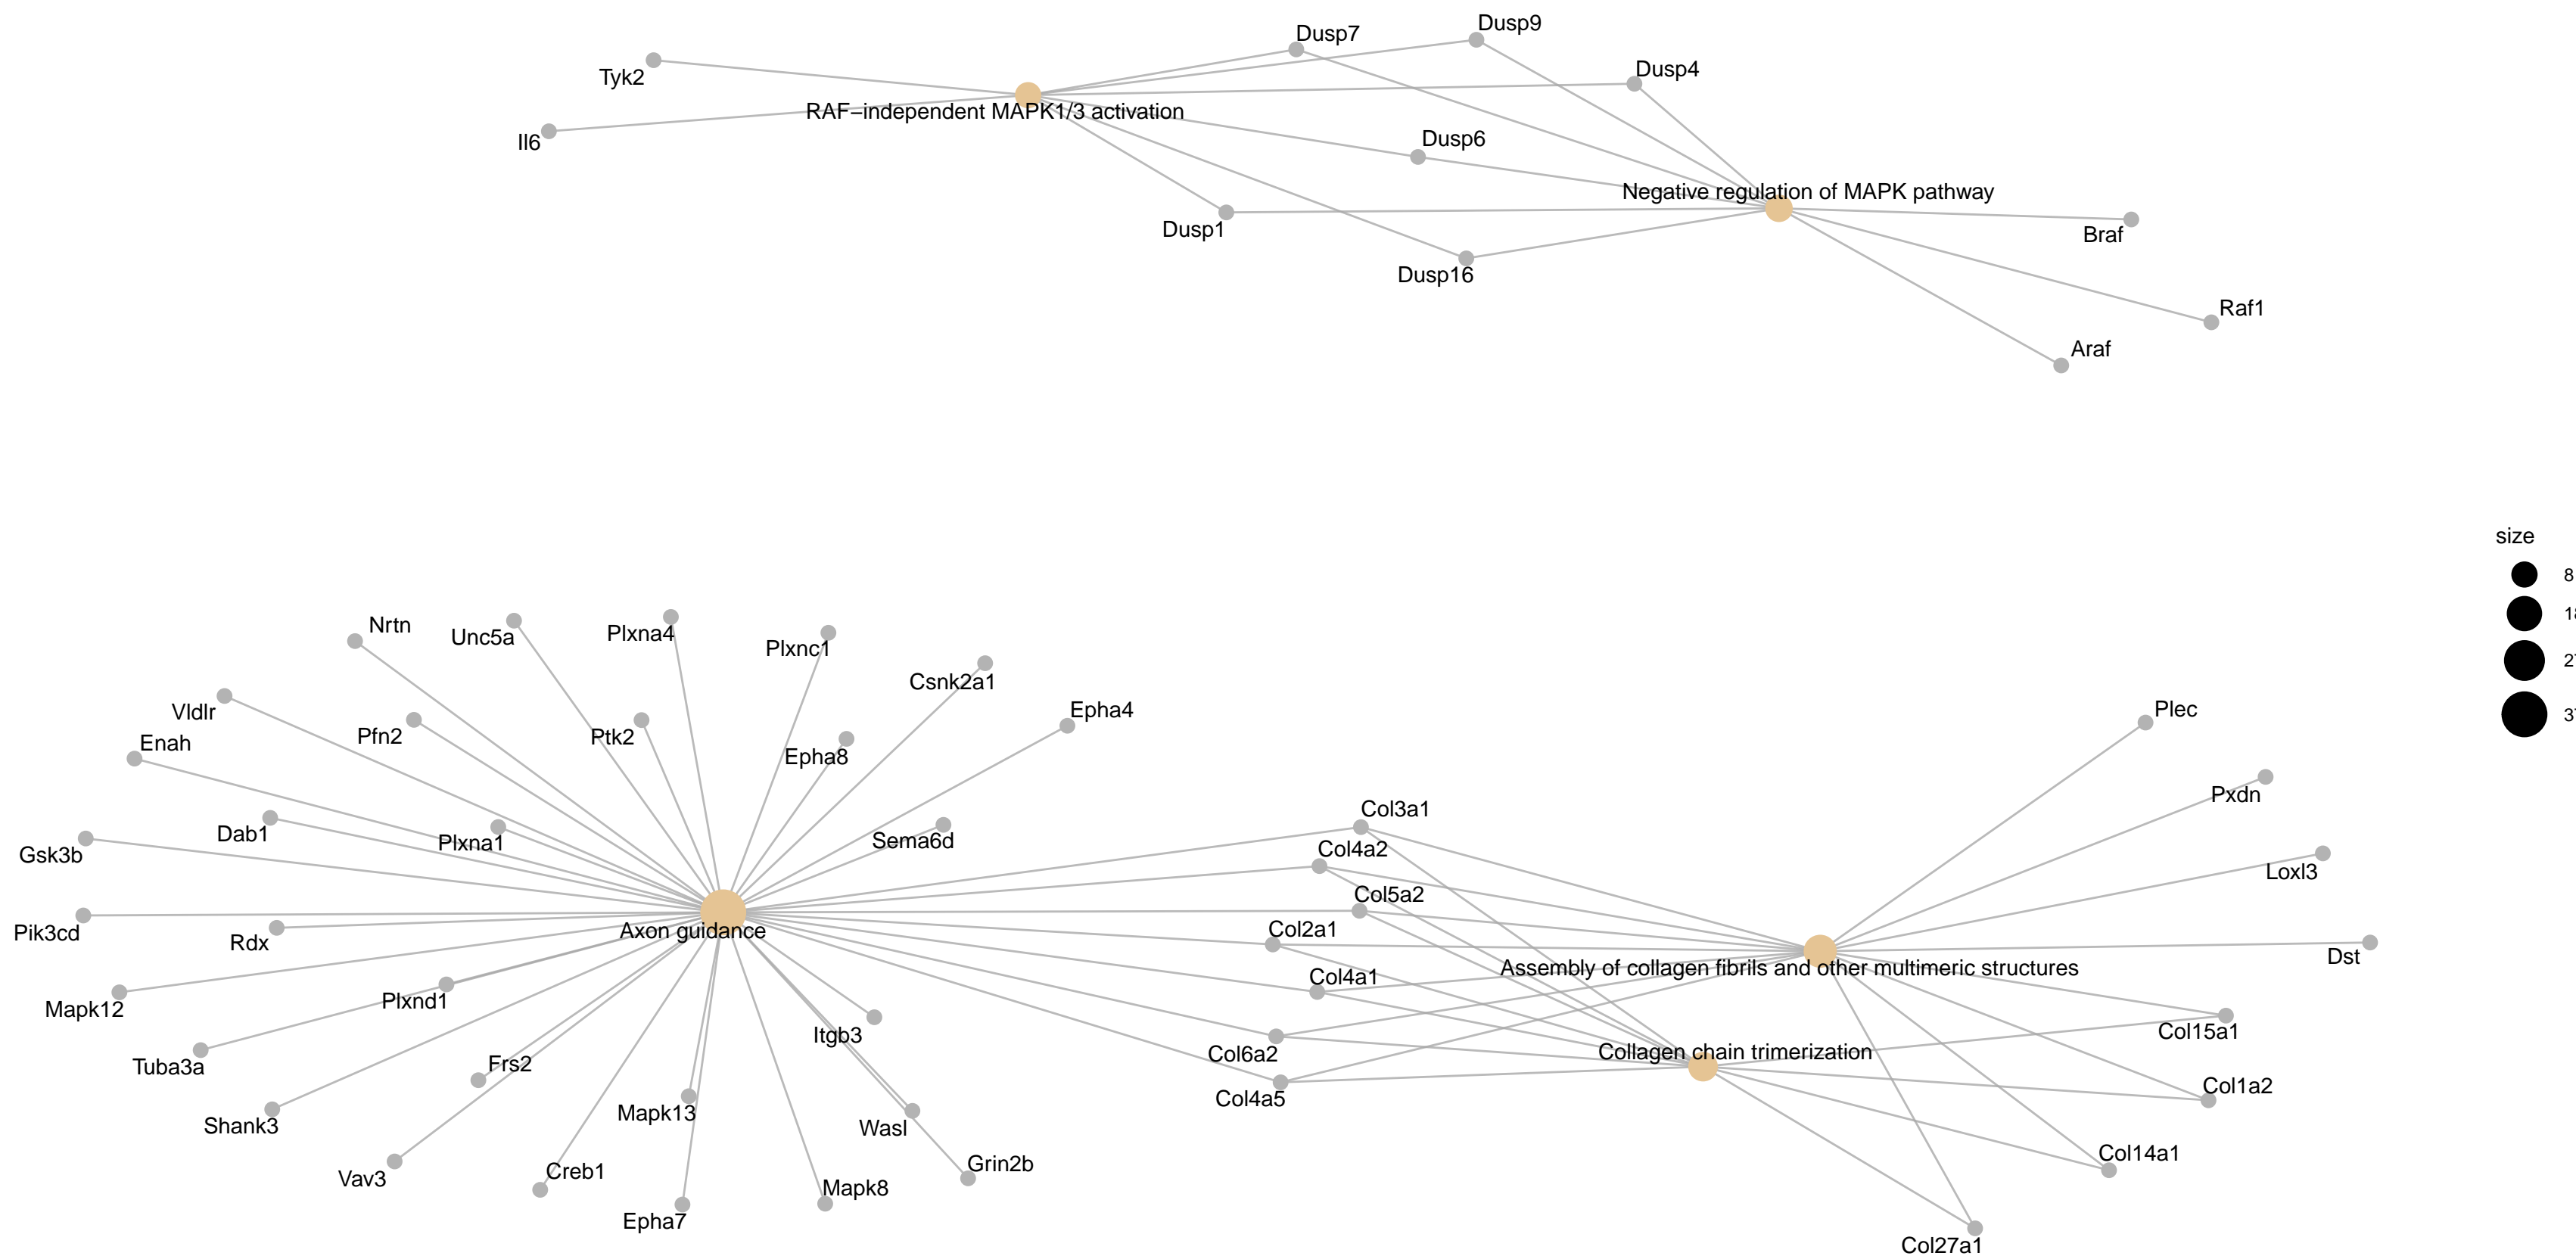 Dusp9
Dusp7
Dusp4
Tyk2
RAF−independent MAPK1/3 activation
Il6
Dusp6
Negative regulation of MAPK pathway
Dusp1
Braf
Dusp16
Raf1
Araf
size
8
Nrtn
Unc5a
Plxna4
Plxnc1
Csnk2a1
Epha4
Plec
Vldlr
Enah
Pfn2
Ptk2
Epha8
Pxdn
Col3a1
Dab1
Plxna1
Sema6d
Gsk3b
Col4a2
Loxl3
Col5a2
Pik3cd
Rdx
Axon guidance
Col2a1
Dst
Assembly of collagen fibrils and other multimeric structures
Col4a1
Mapk12
Plxnd1
Itgb3
Col15a1
Col6a2
Collagen chain trimerization
Tuba3a
Frs2
Col1a2
Col4a5
Mapk13
Shank3
Wasl
Col14a1
Grin2b
Creb1
Vav3
Mapk8
Epha7
Col27a1